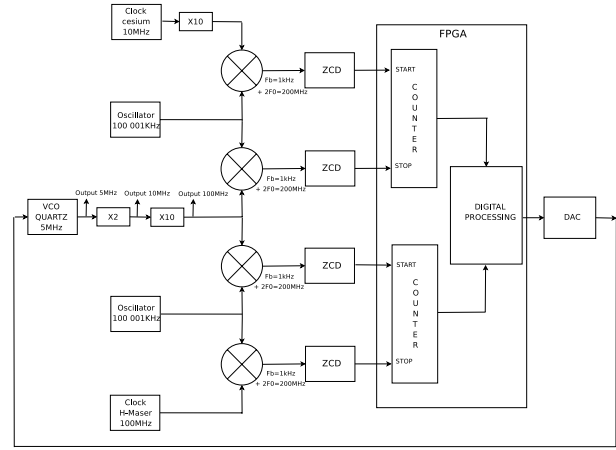 Clock
cesium
10MHz
X10
FPGA
Fb=1kHz
+ 2F0=200MHz
ZCD
START
Oscillator
100 001KHz
COUNTER
STOP
Fb=1kHz
+ 2F0=200MHz
ZCD
Output 5MHz
Output 10MHz
Output 100MHz
VCO
QUARTZ
5MHz
X2
X10
DIGITAL
PROCESSING
DAC
Fb=1kHz
+ 2F0=200MHz
ZCD
START
Oscillator
100 001KHz
COUNTER
STOP
Fb=1kHz
+ 2F0=200MHz
ZCD
Clock
H-Maser
100MHz